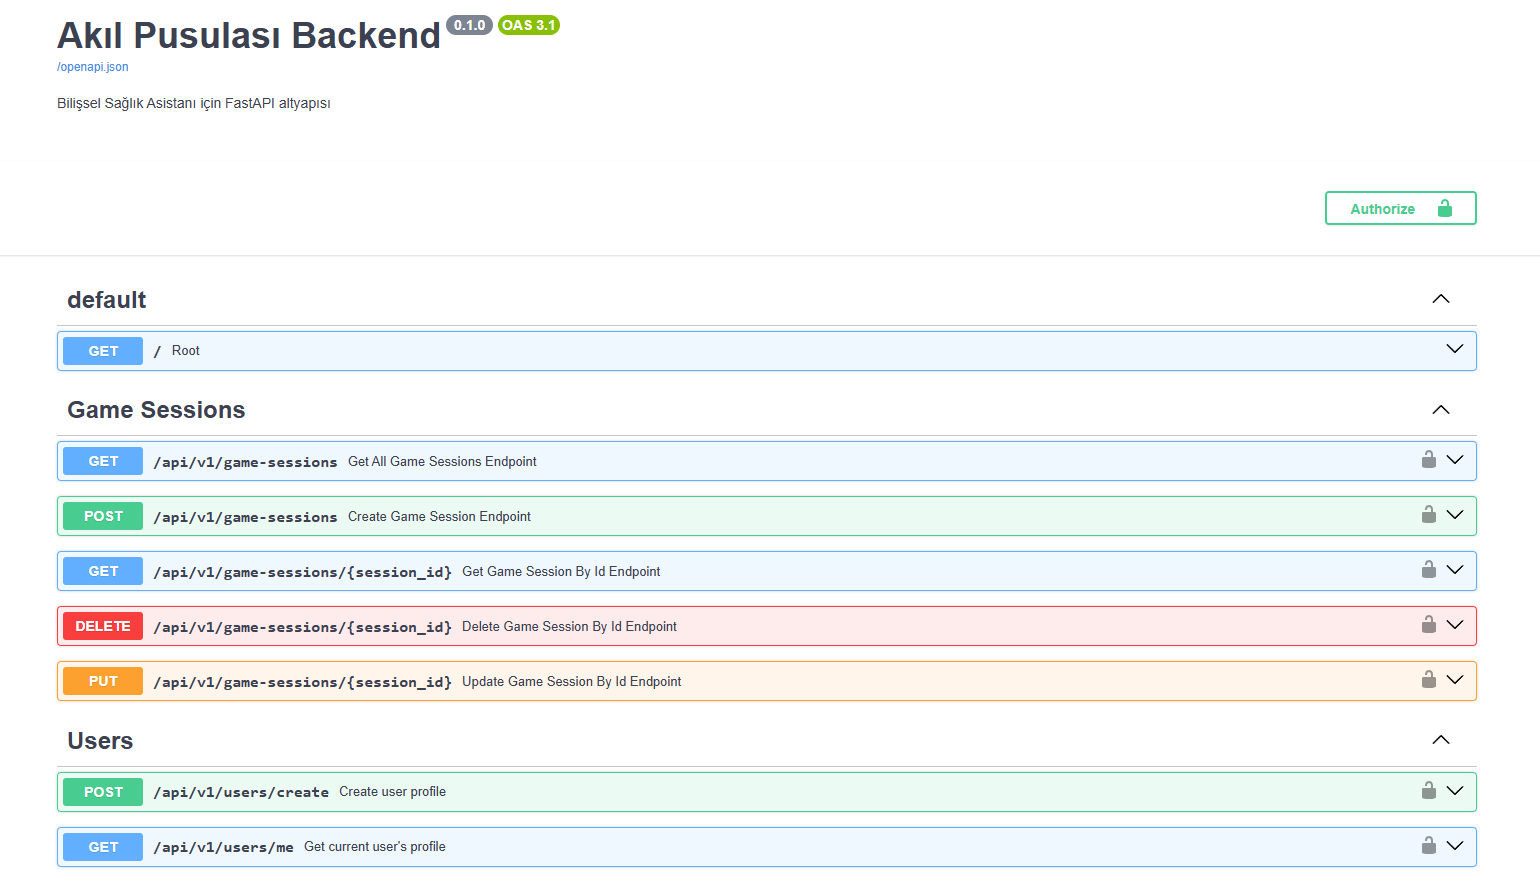 Akıl Pusulası Backend 0.1.0 OAS 3.1
/openapi.json
Bilişsel Sağlık Asistanı için FastAPI altyapısı
Authorize
default
GET / Root
Game Sessions
GET /api/v1/game-sessions Get All Game Sessions Endpoint
POST /api/v1/game-sessions Create Game Session Endpoint
GET /api/v1/game-sessions/{session_id} Get Game Session By Id Endpoint
DELETE /api/v1/game-sessions/{session_id} Delete Game Session By Id Endpoint
PUT /api/v1/game-sessions/{session_id} Update Game Session By Id Endpoint
Users
POST /api/v1/users/create Create user profile
GET /api/v1/users/me Get current user's profile